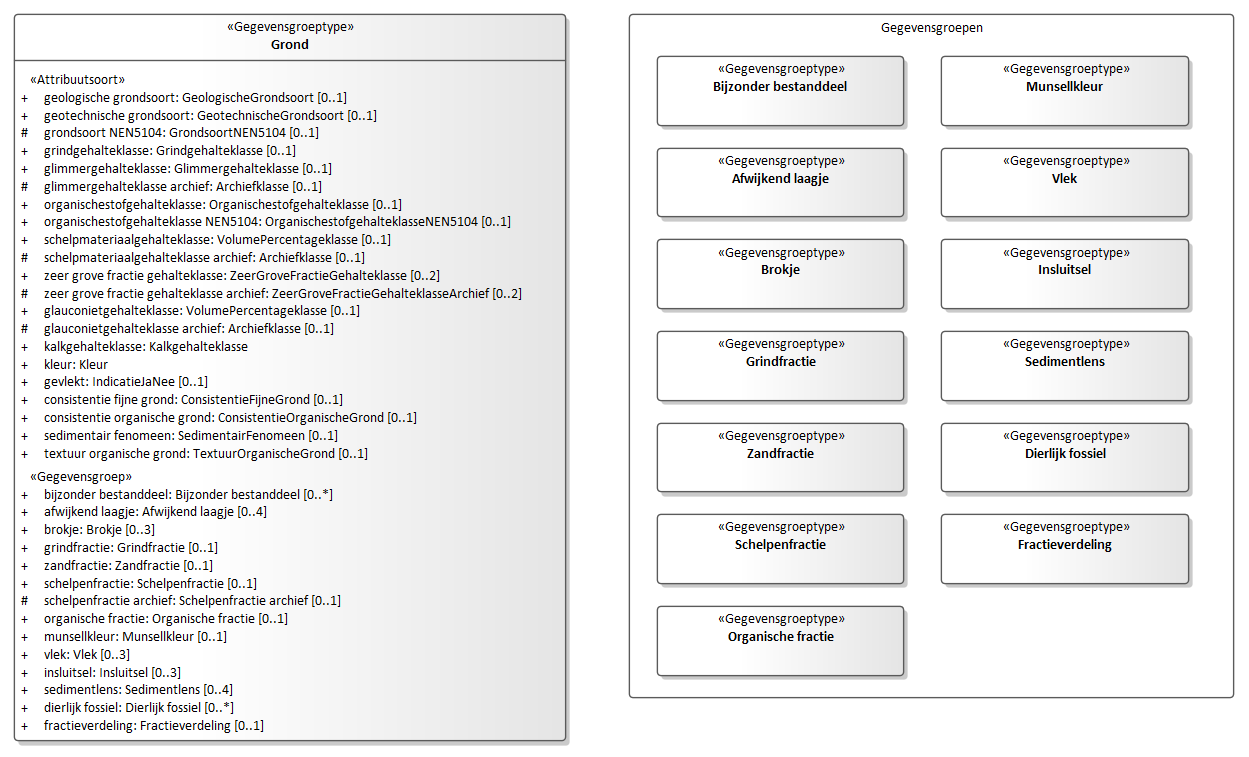 «Gegevensgroeptype»
Grond
«Attribuutsoort»
+ geologische grondsoort: GeologischeGrondsoort [0..1]
+ geotechnische grondsoort: GeotechnischeGrondsoort [0..1]
# grondsoort NEN5104: GrondsoortNEN5104 [0..1]
+ grindgehalteklasse: Grindgehalteklasse [0..1]
+ glimmergehalteklasse: Glimmergehalteklasse [0..1]
# glimmergehalteklasse archief: Archiefklasse [0..1]
+ organischestofgehalteklasse: Organischestofgehalteklasse [0..1]
+ organischestofgehalteklasse NEN5104: OrganischestofgehalteklasseNEN5104 [0..1]
+ schelpmateriaalgehalteklasse: VolumePercentageklasse [0..1]
# schelpmateriaalgehalteklasse archief: Archiefklasse [0..1]
+ zeer grove fractie gehalteklasse: ZeerGroveFractieGehalteklasse [0..2]
# zeer grove fractie gehalteklasse archief: ZeerGroveFractieGehalteklasseArchief [0..2]
+ glauconietgehalteklasse: VolumePercentageklasse [0..1]
# glauconietgehalteklasse archief: Archiefklasse [0..1]
+ kalkgehalteklasse: Kalkgehalteklasse
+ kleur: Kleur
+ gevlekt: IndicatieJaNee [0..1]
+ consistentie fijne grond: ConsistentieFijneGrond [0..1]
+ consistentie organische grond: ConsistentieOrganischeGrond [0..1]
+ sedimentair fenomeen: SedimentairFenomeen [0..1]
+ textuur organische grond: TextuurOrganischeGrond [0..1]
«Gegevensgroep»
+ bijzonder bestanddeel: Bijzonder bestanddeel [0..*]
+ afwijkend laagje: Afwijkend laagje [0..4]
+ brokje: Brokje [0..3]
+ grindfractie: Grindfractie [0..1]
+ zandfractie: Zandfractie [0..1]
+ schelpenfractie: Schelpenfractie [0..1]
# schelpenfractie archief: Schelpenfractie archief [0..1]
+ organische fractie: Organische fractie [0..1]
+ munsellkleur: Munsellkleur [0..1]
+ vlek: Vlek [0..3]
+ insluitsel: Insluitsel [0..3]
+ sedimentlens: Sedimentlens [0..4]
+ dierlijk fossiel: Dierlijk fossiel [0..*]
+ fractieverdeling: Fractieverdeling [0..1]
Gegevensgroepen
«Gegevensgroeptype»
Bijzonder bestanddeel
«Gegevensgroeptype»
Munsellkleur
«Gegevensgroeptype»
Afwijkend laagje
«Gegevensgroeptype»
Vlek
«Gegevensgroeptype»
Brokje
«Gegevensgroeptype»
Insluitsel
«Gegevensgroeptype»
Grindfractie
«Gegevensgroeptype»
Sedimentlens
«Gegevensgroeptype»
Zandfractie
«Gegevensgroeptype»
Dierlijk fossiel
«Gegevensgroeptype»
Schelpenfractie
«Gegevensgroeptype»
Fractieverdeling
«Gegevensgroeptype»
Organische fractie